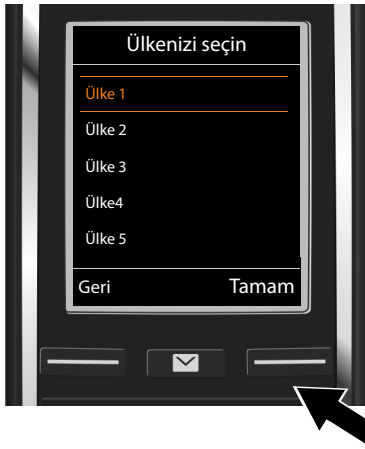 Ülkenizi seçin
Ülke 1
Ülke 2
Ülke 3
Ülke4
Ülke 5
Geri Tamam